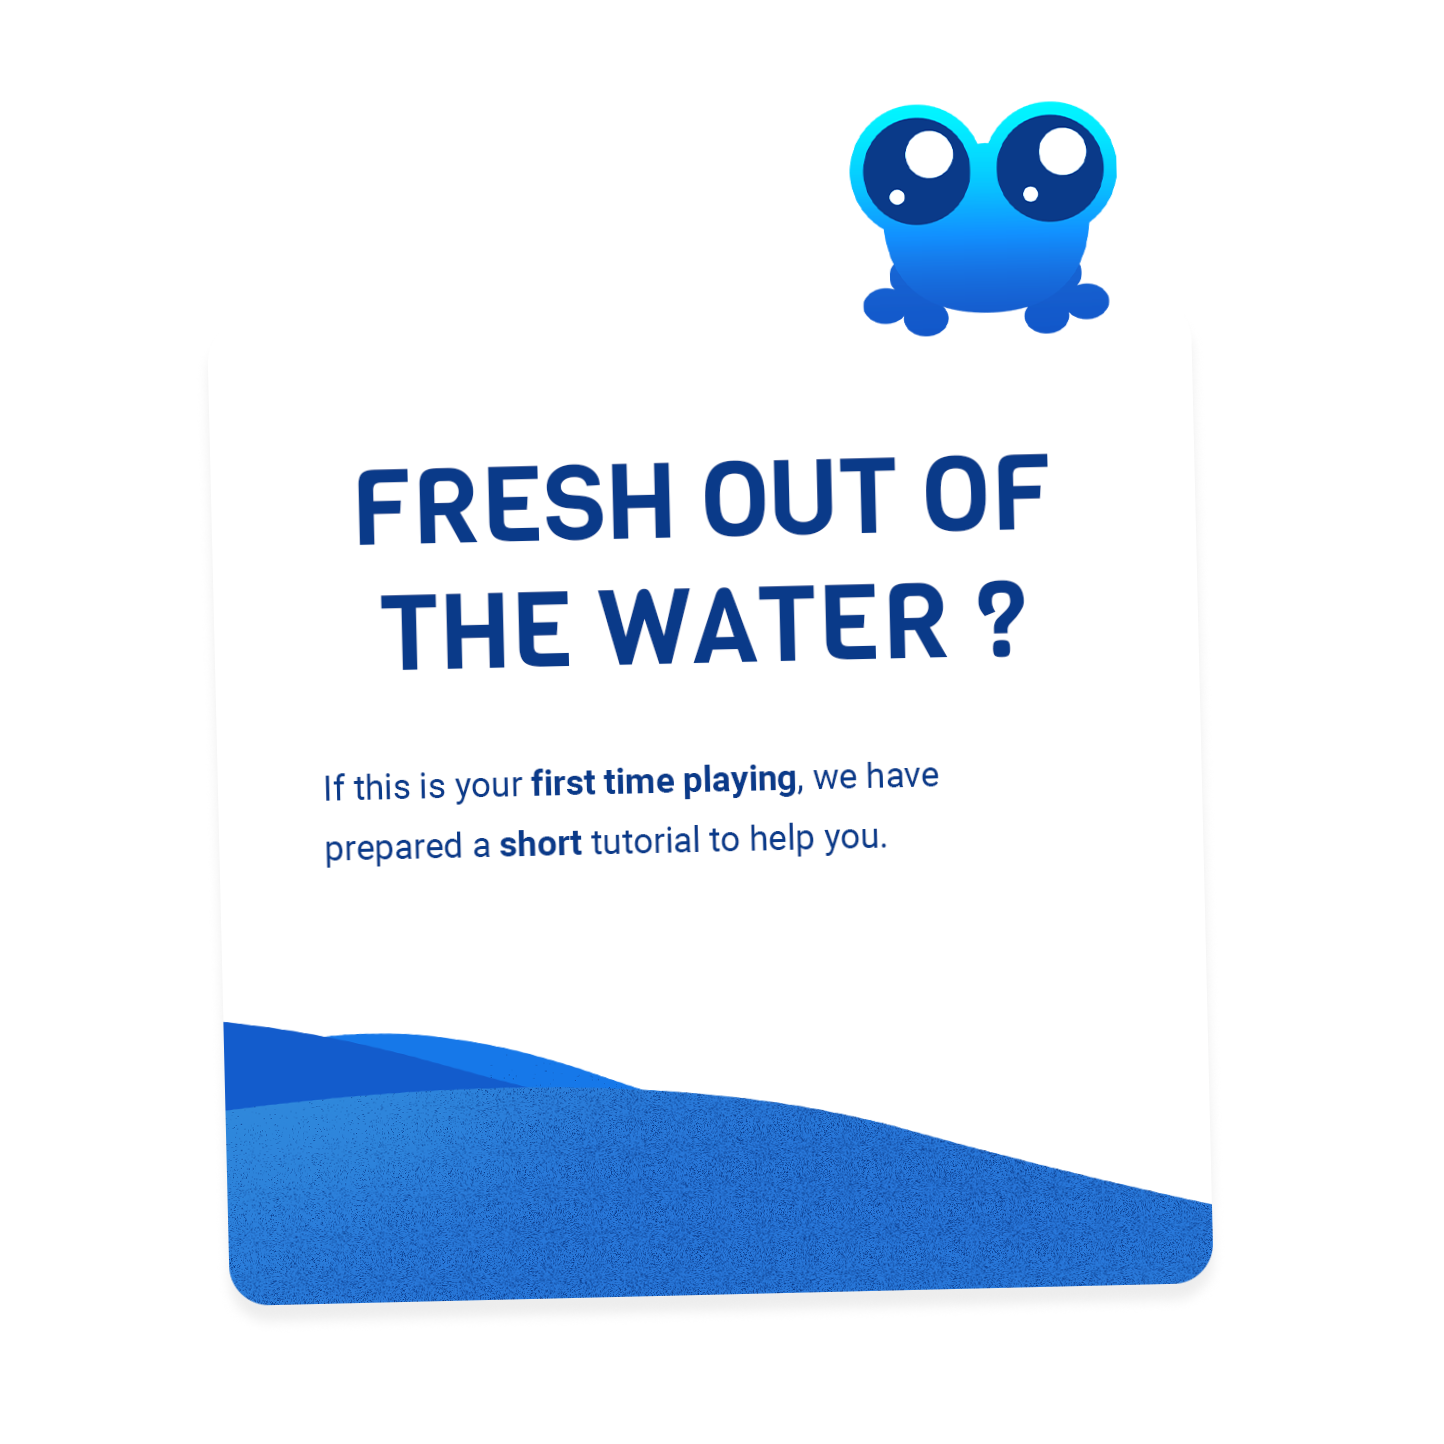 FRESH OUT OF
THE WATER ?
If this is your first time playing, we have
prepared a short tutorial to help you.